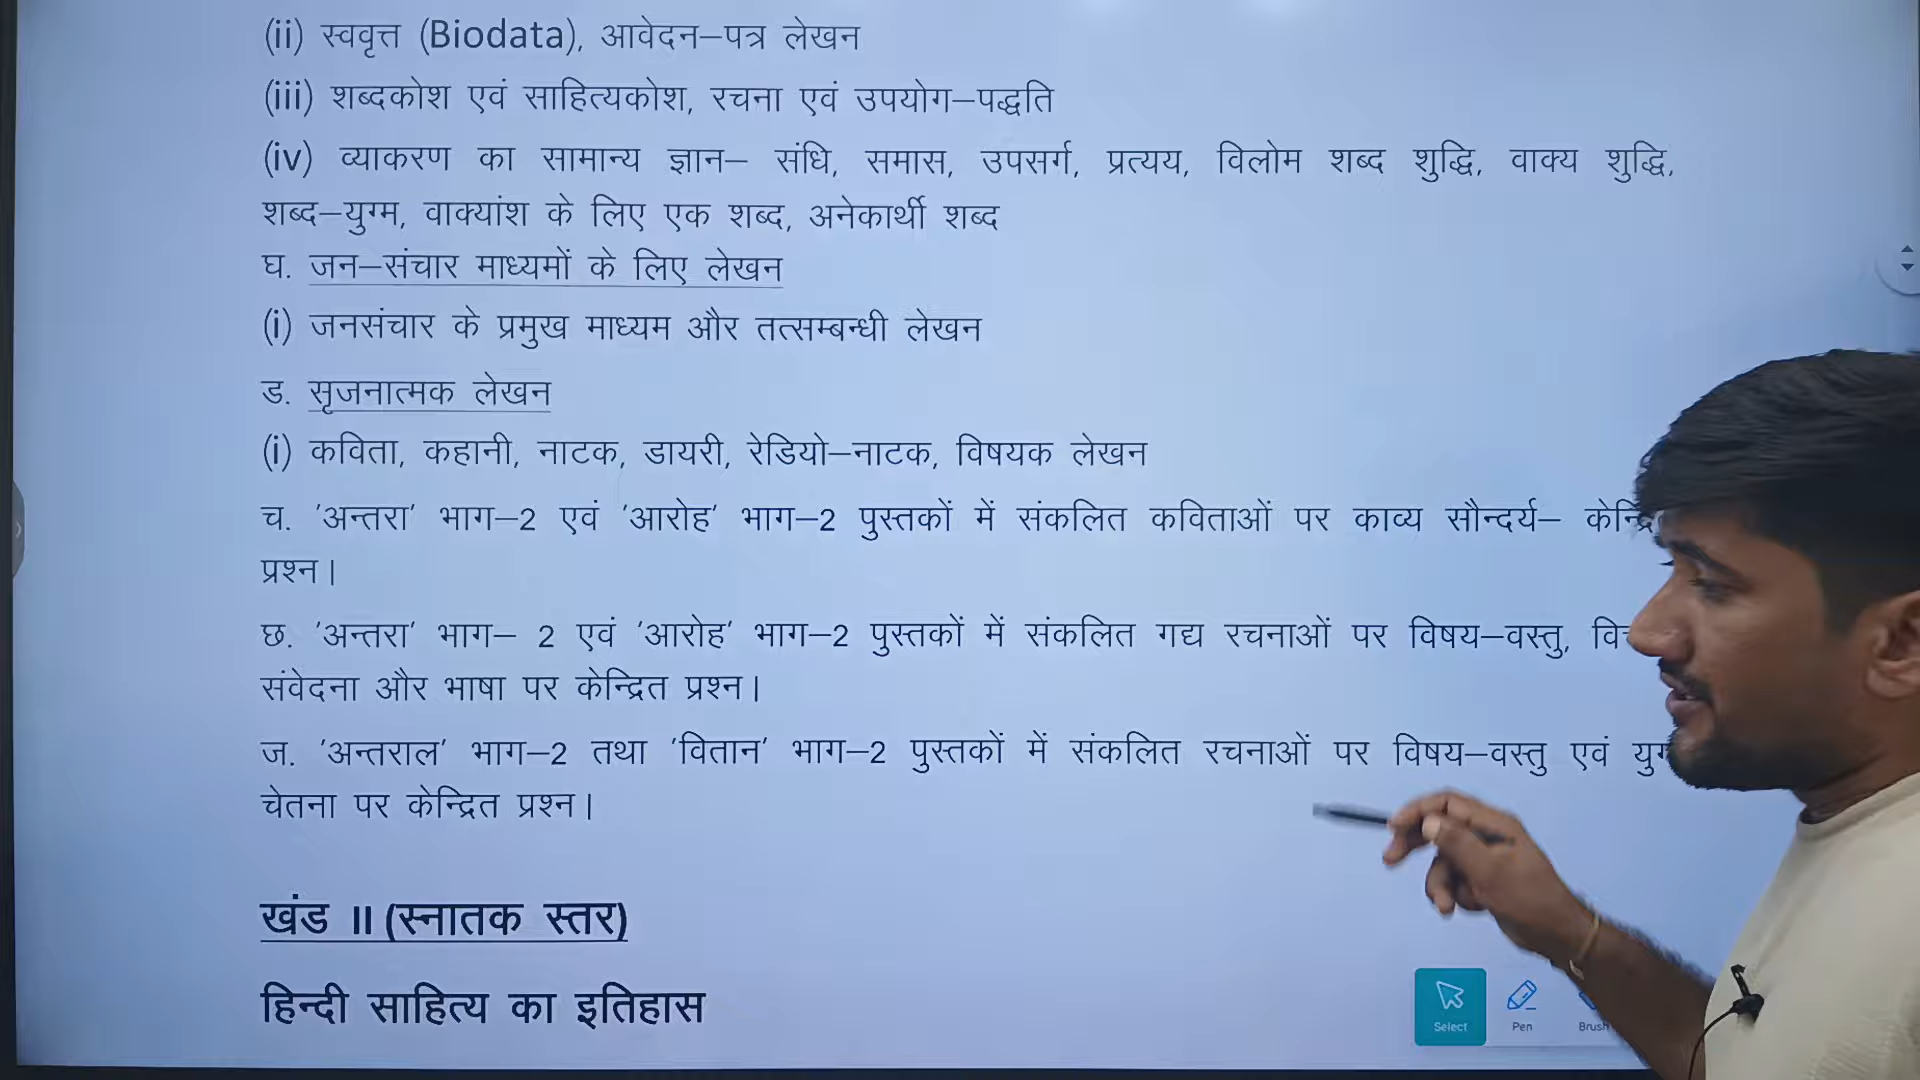 (ii) स्ववृत्त (Biodata), आवेदन–पत्र लेखन
(iii) शब्दकोश एवं साहित्यकोश, रचना एवं उपयोग–पद्धति
(iv) व्याकरण का सामान्य ज्ञान– संधि, समास, उपसर्ग, प्रत्यय, विलोम शब्द शुद्धि, वाक्य शुद्धि,
शब्द–युग्म, वाक्यांश के लिए एक शब्द, अनेकार्थी शब्द
घ. जन–संचार माध्यमों के लिए लेखन
(i) जनसंचार के प्रमुख माध्यम और तत्सम्बन्धी लेखन
ड. सृजनात्मक लेखन
(i) कविता, कहानी, नाटक, डायरी, रेडियो–नाटक, विषयक लेखन
च. 'अन्तरा' भाग–2 एवं 'आरोह' भाग–2 पुस्तकों में संकलित कविताओं पर काव्य सौन्दर्य–
प्रश्न।
छ. 'अन्तरा' भाग– 2 एवं 'आरोह' भाग–2 पुस्तकों में संकलित गद्य रचनाओं पर विषय–वस्तु,
संवेदना और भाषा पर केन्द्रित प्रश्न।
ज. 'अन्तराल' भाग–2 तथा 'वितान' भाग–2 पुस्तकों में संकलित रचनाओं पर विषय–वस्तु एवं
चेतना पर केन्द्रित प्रश्न।
खंड II (स्नातक स्तर)
हिन्दी साहित्य का इतिहास
Select Pen Brush